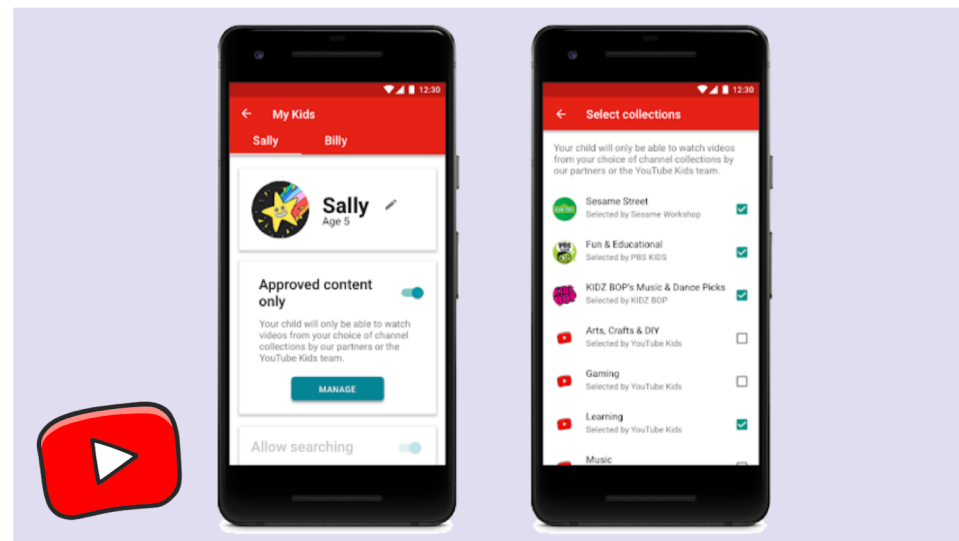 12:30
My Kids
Sally
Billy
Sally
Age 5
Approved content
only
Your child will only be able to watch
videos from your choice of channel
collections by our partners or the
YouTube Kids team.
MANAGE
Allow searching
12:30
Select collections
Your child will only be able to watch videos
from your choice of channel collections by
our partners or the YouTube Kids team.
Sesame Street
Selected by Sesame Workshop
PBS
KIDS
Fun & Educational
Selected by PBS KIDS
KIDZ
BOP
KIDZ BOP's Music & Dance Picks
Selected by KIDZ BOP
Arts, Crafts & DIY
Selected by YouTube Kids
Gaming
Selected by YouTube Kids
Learning
Selected by YouTube Kids
Music